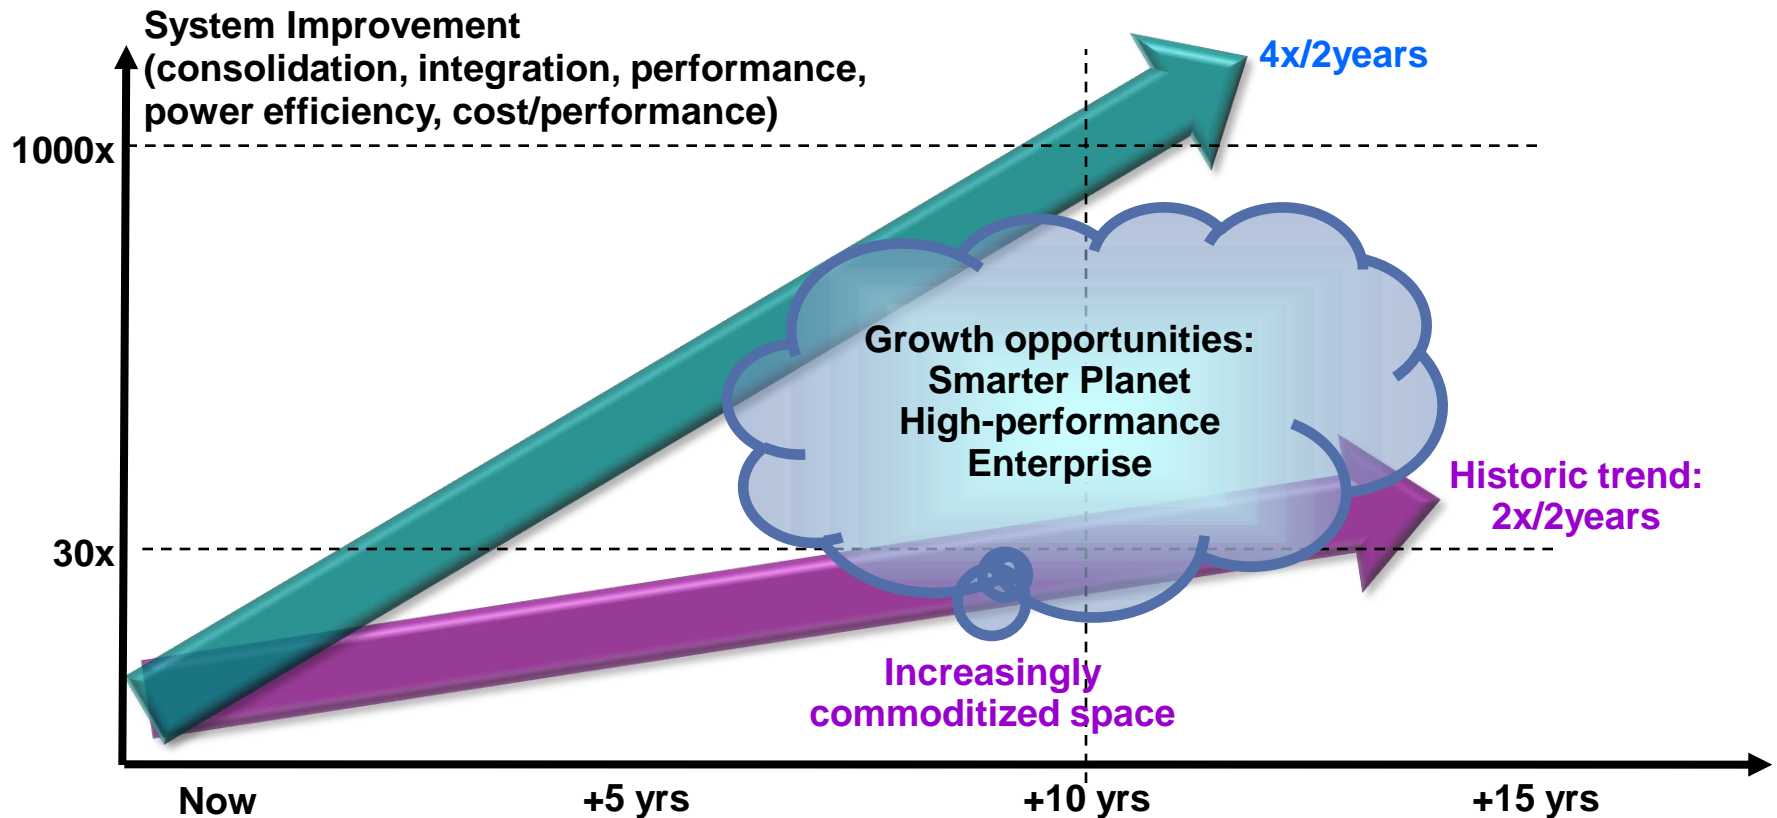 System Improvement
(consolidation, integration, performance,
power efficiency, cost/performance)
4x/2years
1000x
Growth opportunities:
Smarter Planet
High-performance
Enterprise
Historic trend:
2x/2years
30x
Increasingly
commoditized space
Now
+5 yrs
+10 yrs
+15 yrs